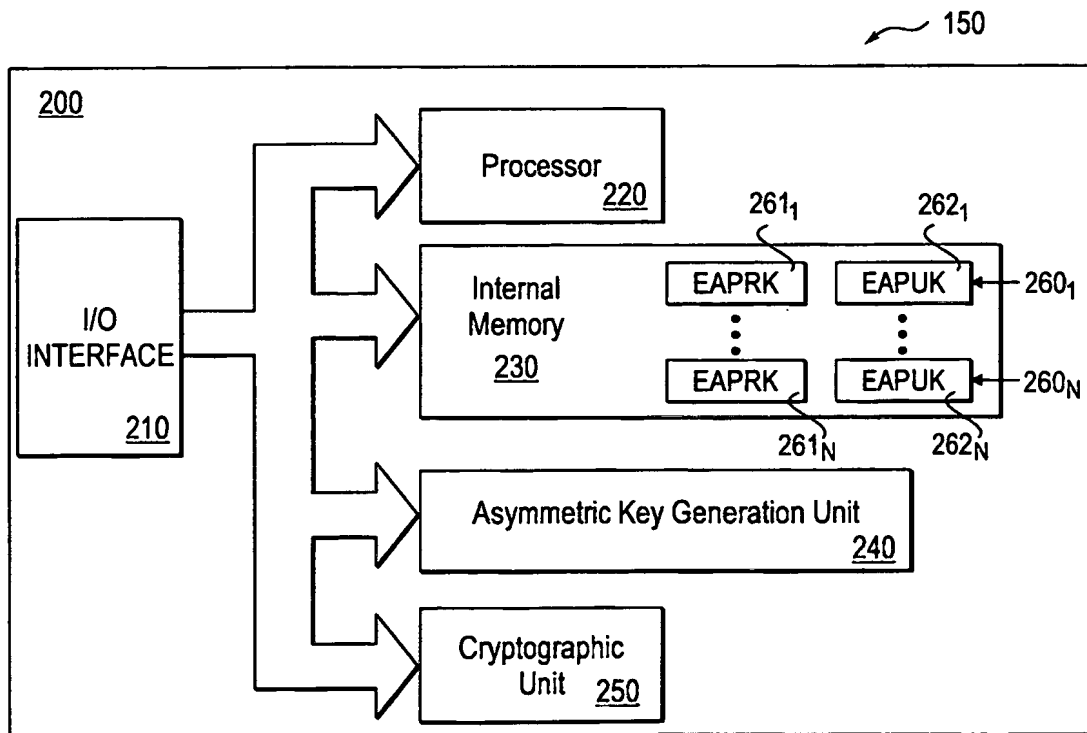 150
200
Processor
220
261₁
262₁
I/O
INTERFACE
210
Internal
Memory
230
EAPRK
EAPUK
260₁
EAPRK
EAPUK
260N
261N
262N
Asymmetric Key Generation Unit
240
Cryptographic
Unit
250